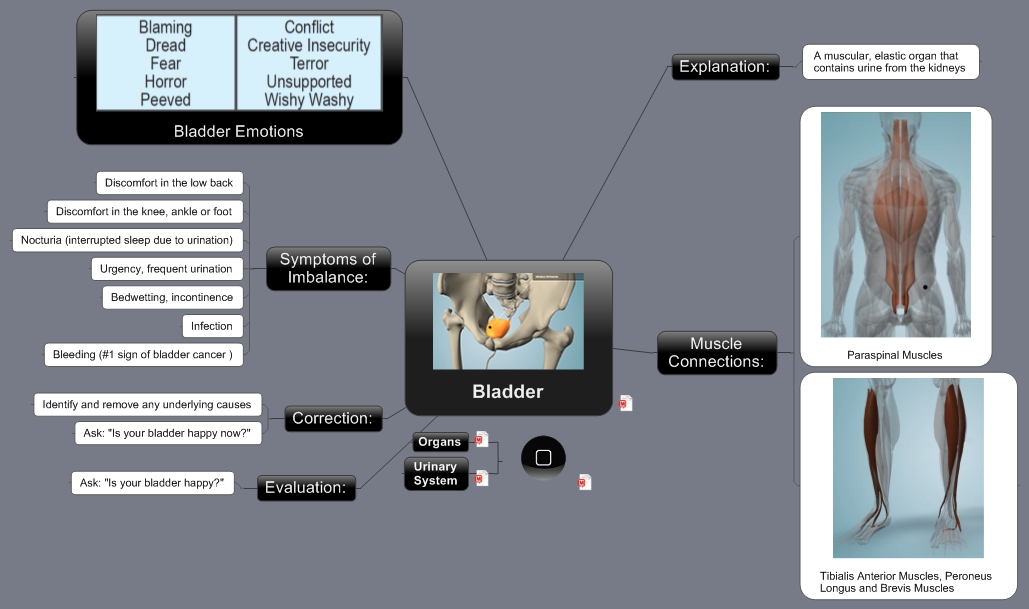 Blaming
Dread
Fear
Horror
Peeved
Conflict
Creative Insecurity
Terror
Unsupported
Wishy Washy
Bladder Emotions
Explanation:
A muscular, elastic organ that
contains urine from the kidneys
Discomfort in the low back
Discomfort in the knee, ankle or foot
Nocturia (interrupted sleep due to urination)
Urgency, frequent urination
Bedwetting, incontinence
Infection
Bleeding (#1 sign of bladder cancer )
Symptoms of
Imbalance:
Bladder
Muscle
Connections:
Paraspinal Muscles
Identify and remove any underlying causes
Ask: "Is your bladder happy now?"
Correction:
Ask: "Is your bladder happy?"
Evaluation:
Organs
Urinary
System
Tibialis Anterior Muscles, Peroneus
Longus and Brevis Muscles